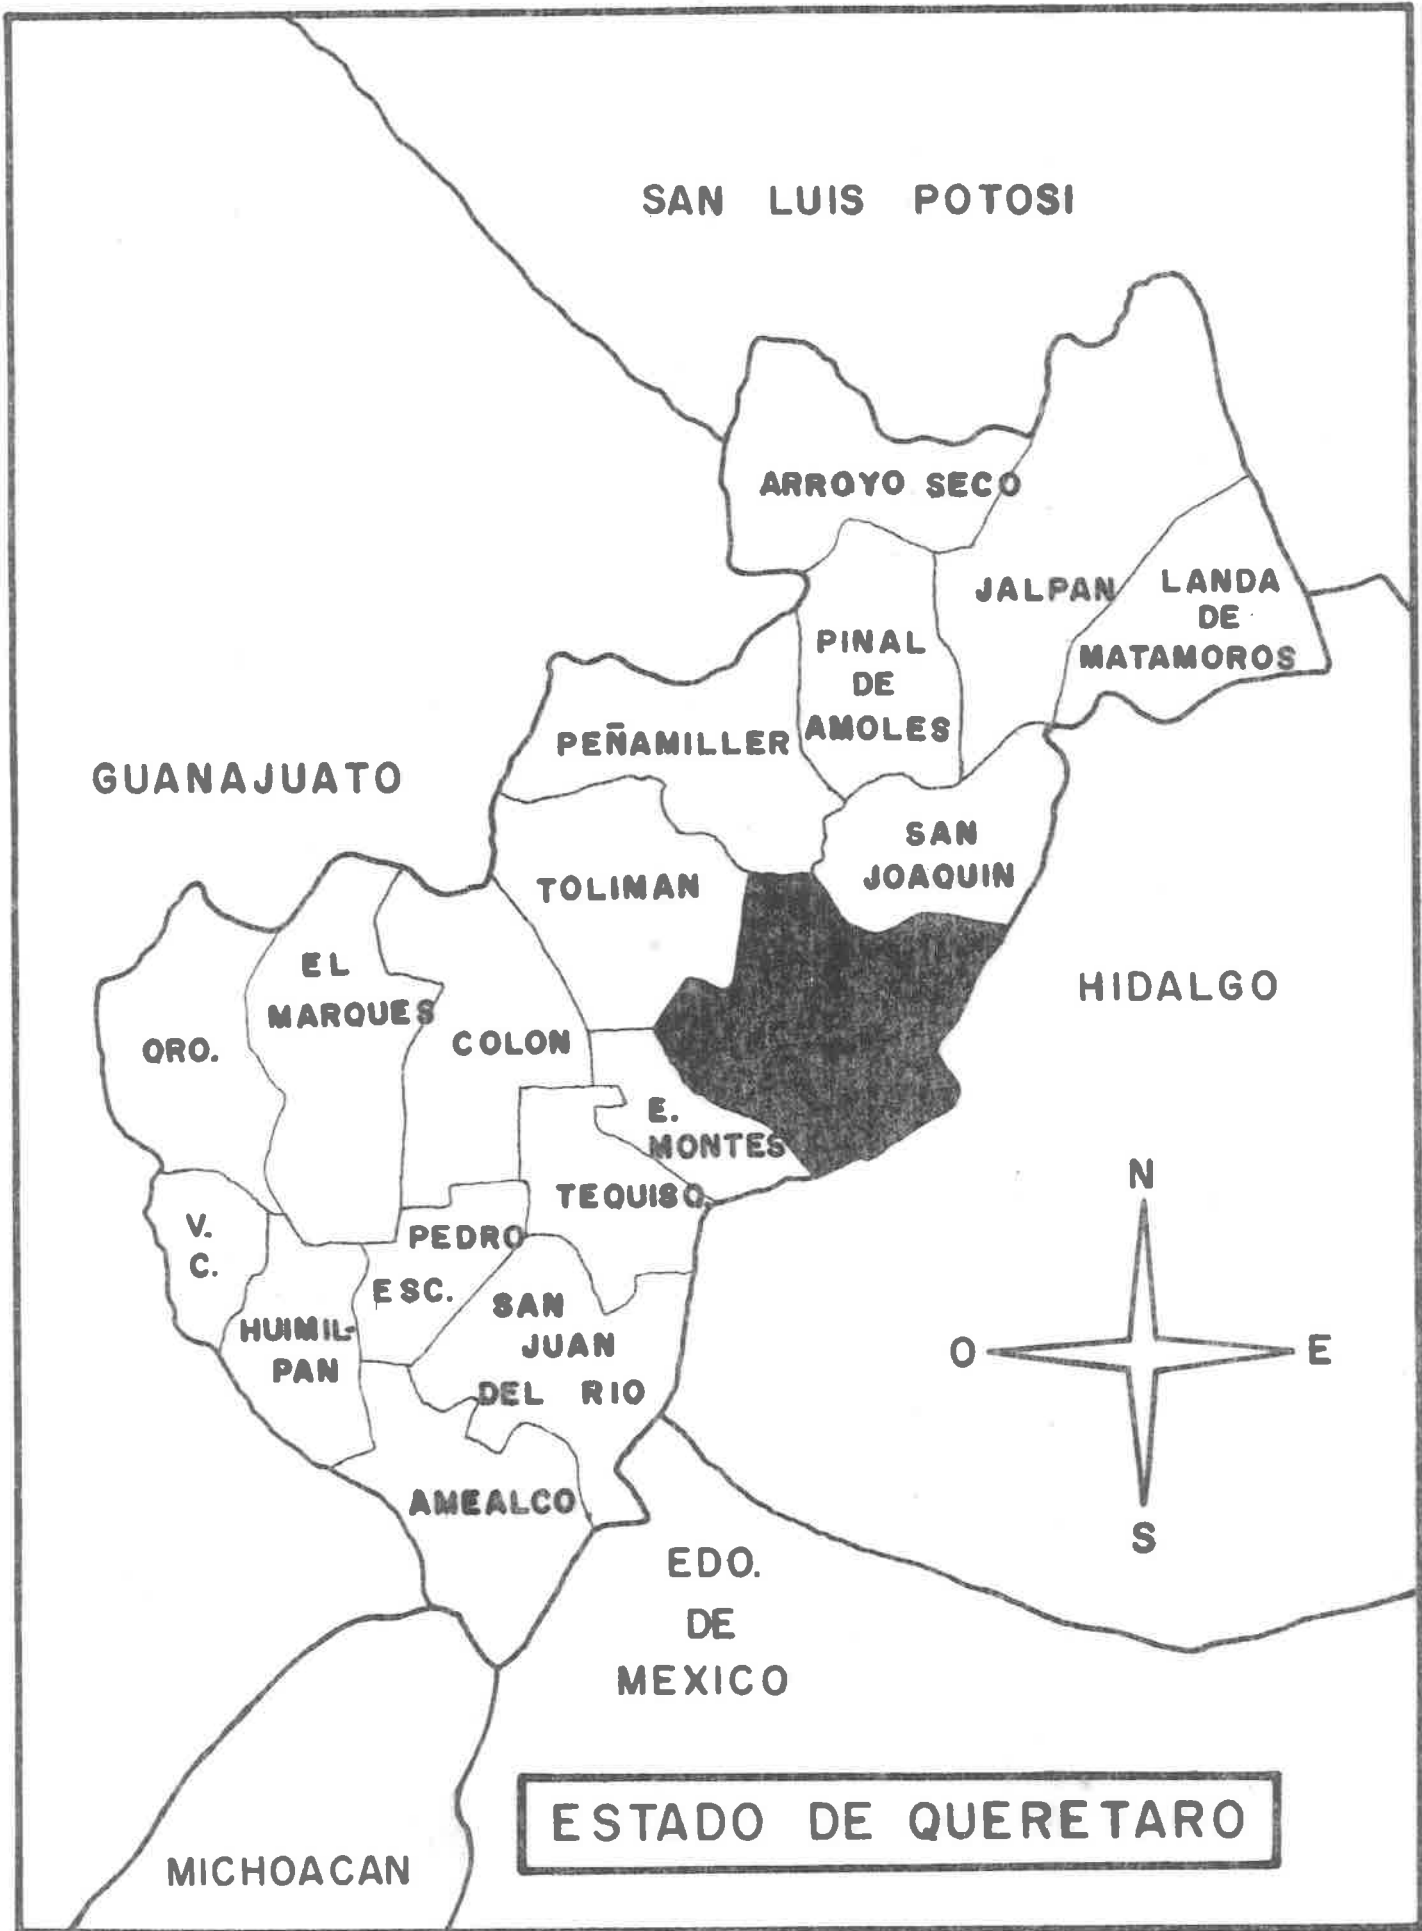 SAN LUIS POTOSI
ARROYO SECO
JALPAN
LANDA
DE
MATAMOROS
PINAL
DE
AMOLES
PEÑAMILLER
GUANAJUATO
SAN
JOAQUIN
TOLIMAN
HIDALGO
EL
MARQUES
QRO.
COLON
E.
MONTES
TEQUISQ.
V.
C.
PEDRO
ESC.
HUIMIL-
PAN
SAN
JUAN
DEL RIO
AMEALCO
N
O
E
S
EDO.
DE
MEXICO
MICHOACAN
ESTADO DE QUERETARO